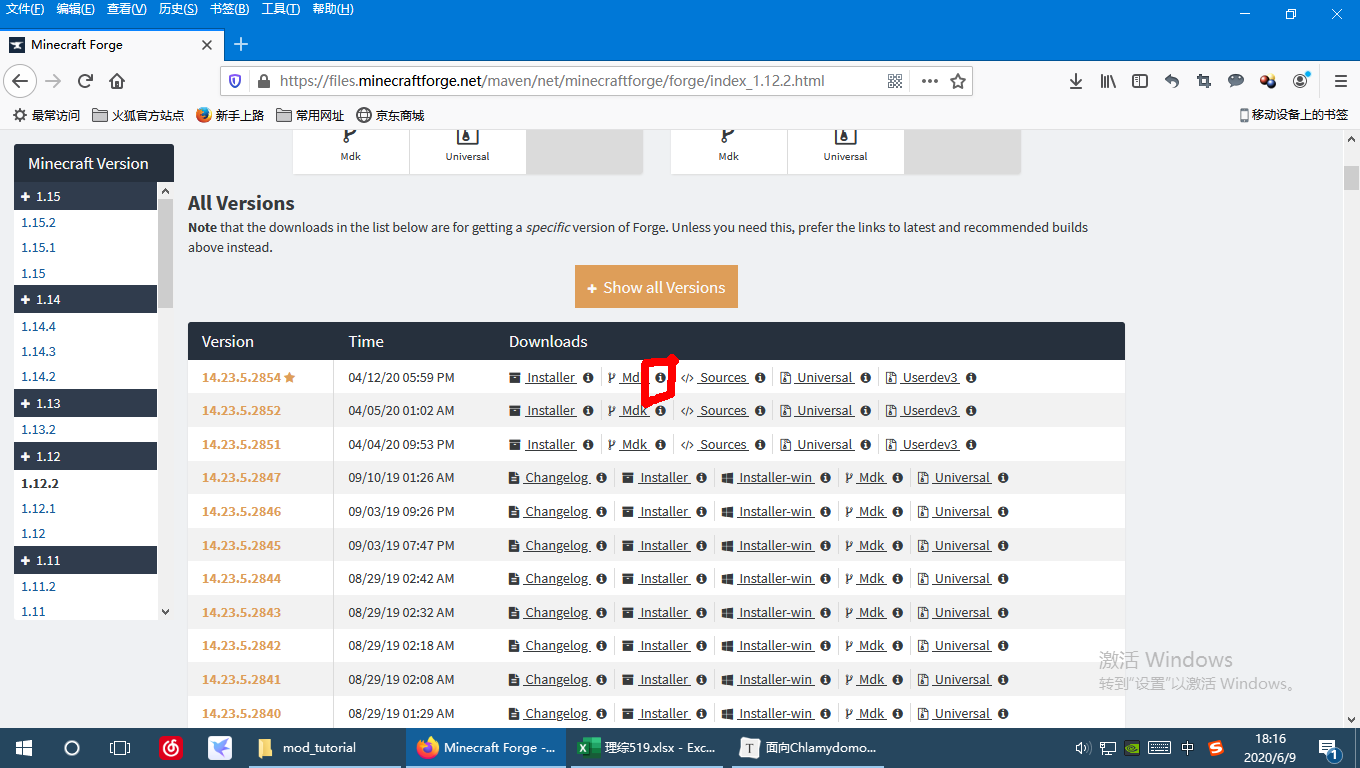 文件(F) 编辑(E) 查看(V) 历史(S) 书签(B) 工具(T) 帮助(H)
Minecraft Forge
https://files.minecraftforge.net/maven/net/minecraftforge/forge/index_1.12.2.html
最常访问 火狐官方站点 新手上路 常用网址 京东商城 移动设备上的书签
Mdk Universal Mdk Universal
Minecraft Version
1.15
1.15.2
1.15.1
1.15
1.14
1.14.4
1.14.3
1.14.2
1.13
1.13.2
1.12
1.12.2
1.12.1
1.12
1.11
1.11.2
1.11
All Versions
Note that the downloads in the list below are for getting a specific version of Forge. Unless you need this, prefer the links to latest and recommended builds
above instead.
+ Show all Versions
Version Time Downloads
14.23.5.2854 04/12/20 05:59 PM Installer Mdk Sources Universal Userdev3
14.23.5.2852 04/05/20 01:02 AM Installer Mdk Sources Universal Userdev3
14.23.5.2851 04/04/20 09:53 PM Installer Mdk Sources Universal Userdev3
14.23.5.2847 09/10/19 01:26 AM Changelog Installer Installer-win Mdk Universal
14.23.5.2846 09/03/19 09:26 PM Changelog Installer Installer-win Mdk Universal
14.23.5.2845 09/03/19 07:47 PM Changelog Installer Installer-win Mdk Universal
14.23.5.2844 08/29/19 02:42 AM Changelog Installer Installer-win Mdk Universal
14.23.5.2843 08/29/19 02:32 AM Changelog Installer Installer-win Mdk Universal
14.23.5.2842 08/29/19 02:18 AM Changelog Installer Installer-win Mdk Universal
14.23.5.2841 08/29/19 02:08 AM Changelog Installer Installer-win Mdk Universal
14.23.5.2840 08/29/19 01:29 AM Changelog Installer Installer-win Mdk Universal
激活 Windows
转到"设置"以激活 Windows。
mod_tutorial Minecraft Forge -... 理综519.xlsx - Exc... 面向Chlamydomo... 中 18:16
2020/6/9 1